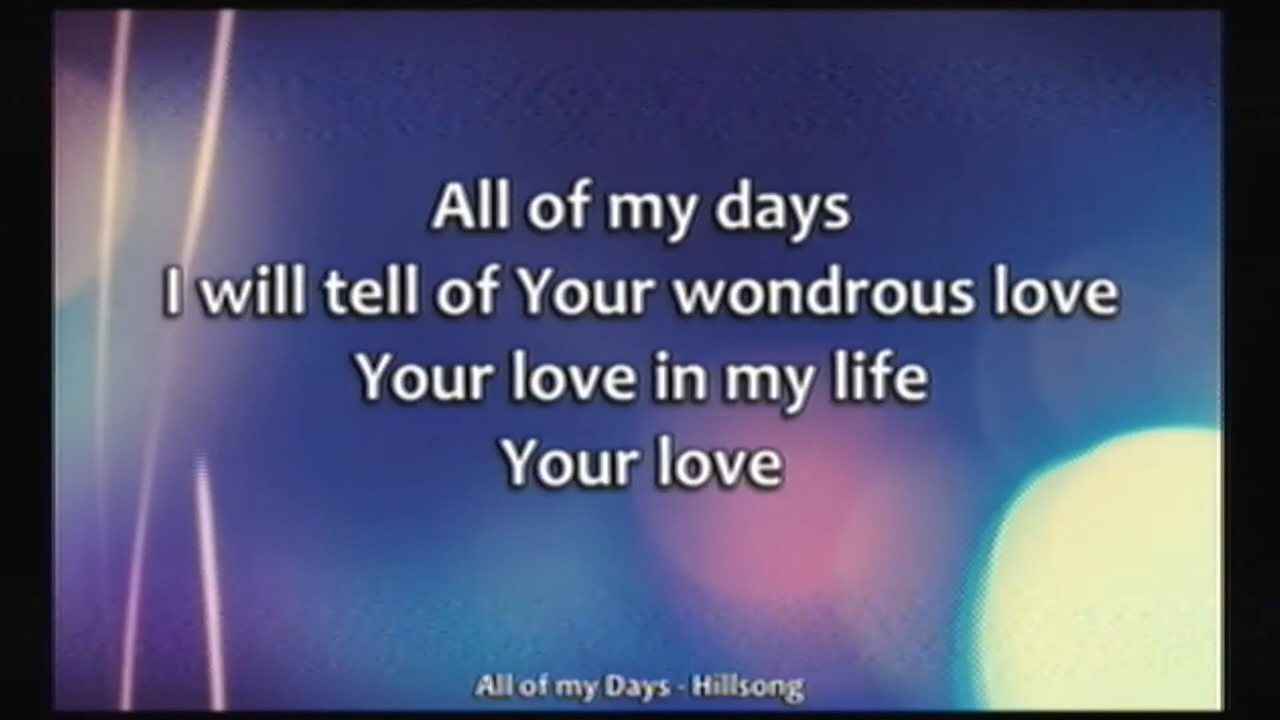 All of my days
I will tell of Your wondrous love
Your love in my life
Your love
All of my Days - Hillsong